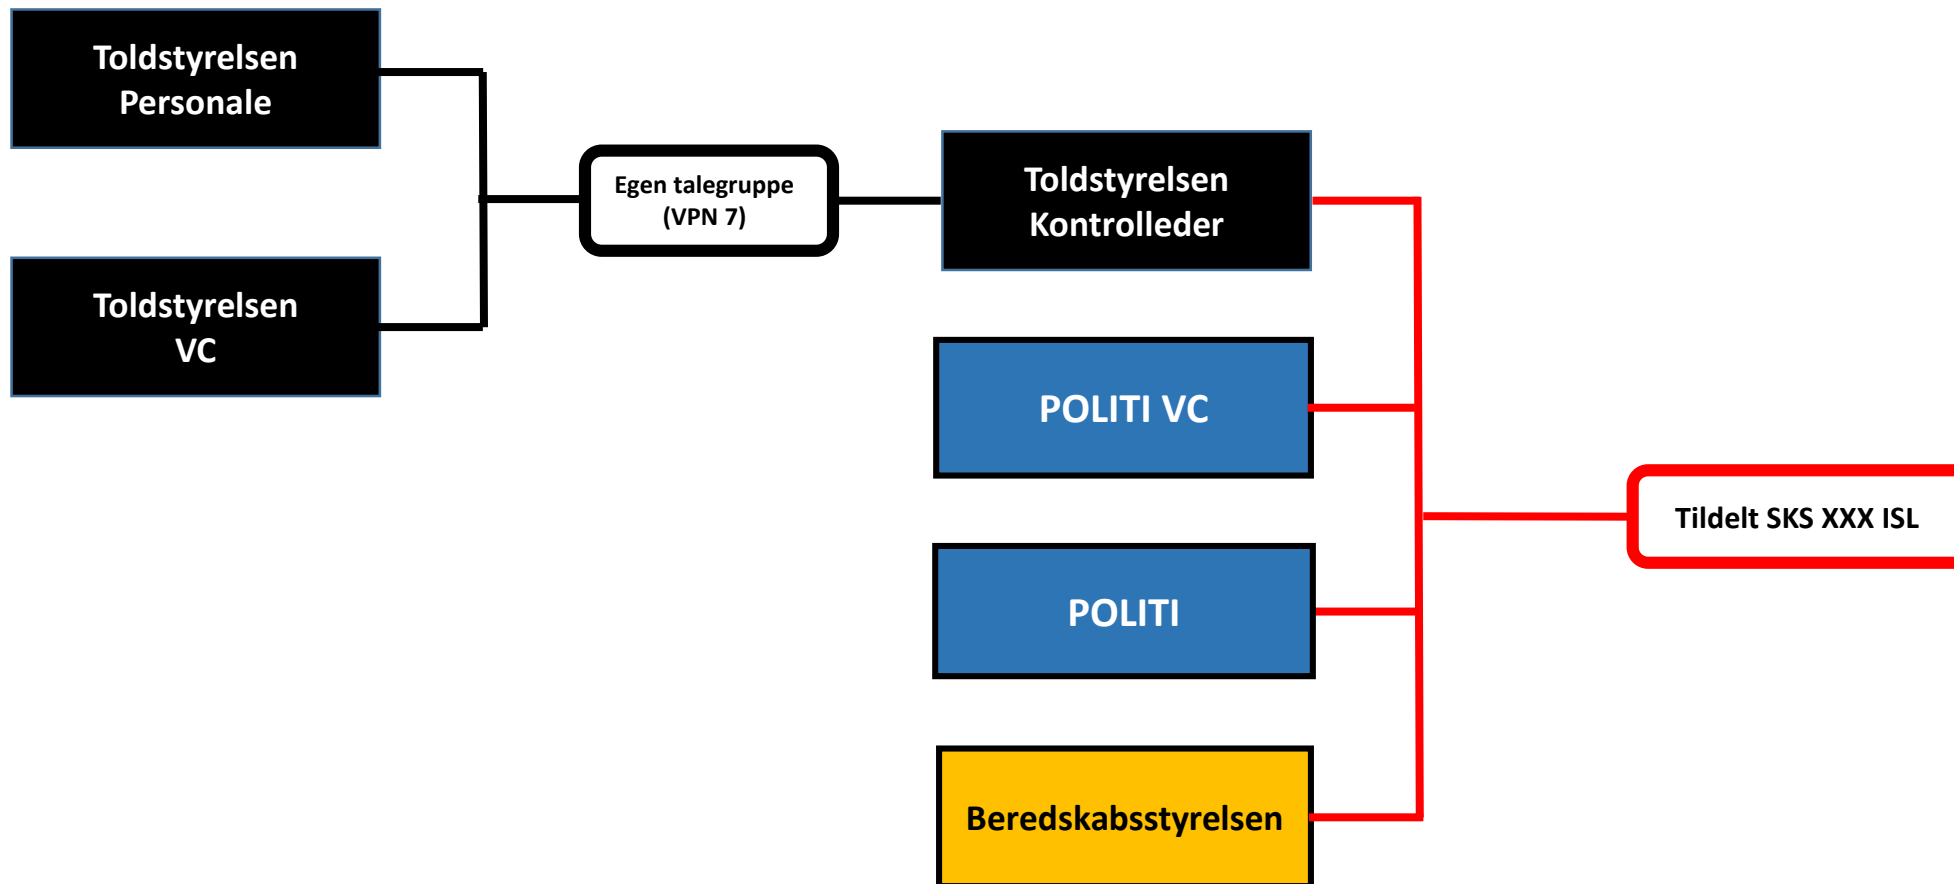 Toldstyrelsen
Personale
Toldstyrelsen
VC
Egen talegruppe
(VPN 7)
Toldstyrelsen
Kontrolleder
POLITI VC
POLITI
Beredskabsstyrelsen
Tildelt SKS XXX ISL